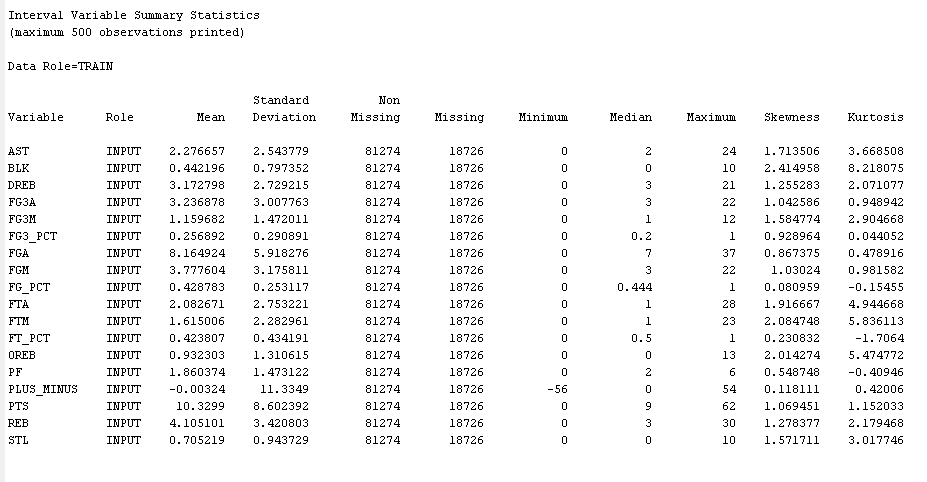 Interval Variable Summary Statistics
(maximum 500 observations printed)
Data Role=TRAIN
Standard Non
Variable Role Mean Deviation Missing Missing Minimum Median Maximum Skewness Kurtosis
AST INPUT 2.276657 2.543779 81274 18726 0 2 24 1.713506 3.668508
BLK INPUT 0.442196 0.797352 81274 18726 0 0 10 2.414958 8.218075
DREB INPUT 3.172798 2.729215 81274 18726 0 3 21 1.255283 2.071077
FG3A INPUT 3.236878 3.007763 81274 18726 0 3 22 1.042586 0.948942
FG3M INPUT 1.159682 1.472011 81274 18726 0 1 12 1.584774 2.904668
FG3_PCT INPUT 0.256892 0.290891 81274 18726 0 0.2 1 0.928964 0.044052
FGA INPUT 8.164924 5.918276 81274 18726 0 7 37 0.867375 0.478916
FGM INPUT 3.777604 3.175811 81274 18726 0 3 22 1.03024 0.981582
FG_PCT INPUT 0.428783 0.253117 81274 18726 0 0.444 1 0.080959 -0.15455
FTA INPUT 2.082671 2.753221 81274 18726 0 1 28 1.916667 4.944668
FTM INPUT 1.615006 2.282961 81274 18726 0 1 23 2.084748 5.836113
FT_PCT INPUT 0.423807 0.434191 81274 18726 0 0.5 1 0.230832 -1.7064
OREB INPUT 0.932303 1.310615 81274 18726 0 0 13 2.014274 5.474772
PF INPUT 1.860374 1.473122 81274 18726 0 2 6 0.548748 -0.40946
PLUS_MINUS INPUT -0.00324 11.3349 81274 18726 -56 0 54 0.118111 0.42006
PTS INPUT 10.3299 8.602392 81274 18726 0 9 62 1.069451 1.152033
REB INPUT 4.105101 3.420803 81274 18726 0 3 30 1.278377 2.179468
STL INPUT 0.705219 0.943729 81274 18726 0 0 10 1.571711 3.017746